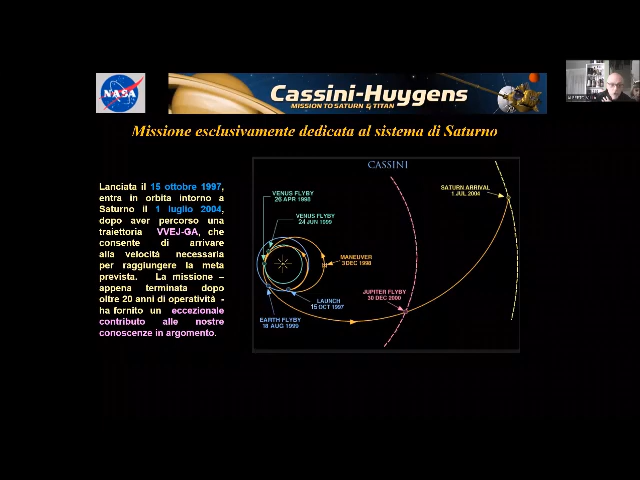 NASA
Cassini-Huygens
MISSION TO SATURN & TITAN
Missione esclusivamente dedicata al sistema di Saturno
Lanciata il 15 ottobre 1997,
entra in orbita intorno a
Saturno il 1 luglio 2004,
dopo aver percorso una
traiettoria VVEJ-GA, che
consente di arrivare
alla velocità necessaria
per raggiungere la meta
prevista. La missione –
appena terminata dopo
oltre 20 anni di operatività -
ha fornito un eccezionale
contributo alle nostre
conoscenze in argomento.
CASSINI
VENUS FLYBY
26 APR 1998
VENUS FLYBY
24 JUN 1999
SATURN ARRIVAL
1 JUL 2004
MANEUVER
3 DEC 1998
JUPITER FLYBY
30 DEC 2000
LAUNCH
15 OCT 1997
EARTH FLYBY
18 AUG 1999